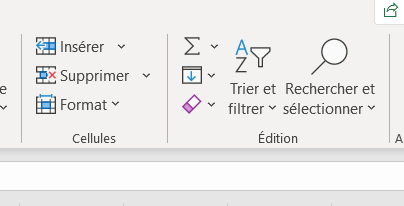 Insérer
Supprimer
Format
Cellules
e
Σ
A
Z
Trier et
filtrer
Rechercher et
sélectionner
Édition
A